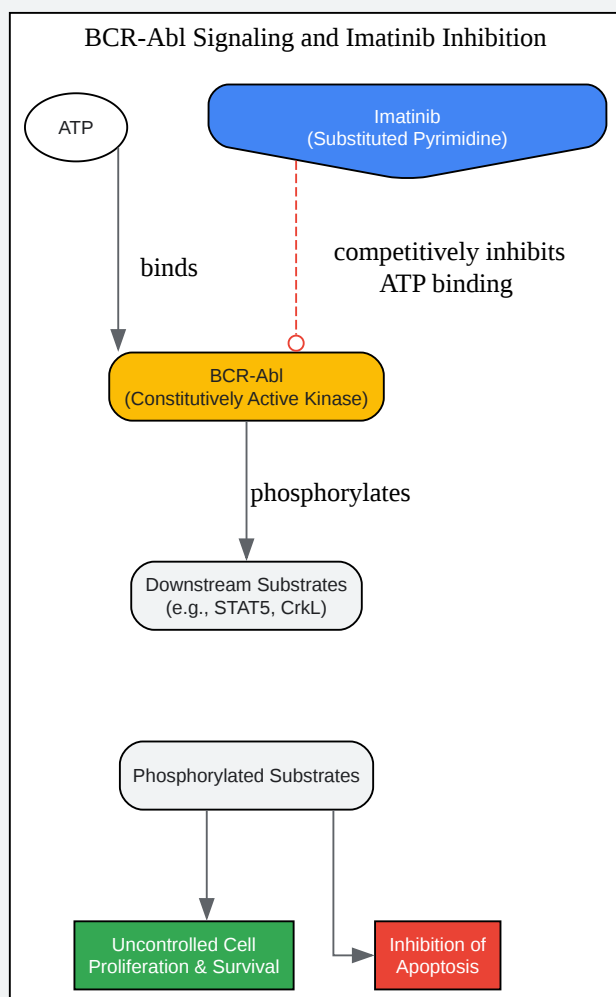 BCR-Abl Signaling and Imatinib Inhibition
ATP
Imatinib
(Substituted Pyrimidine)
binds
competitively inhibits
ATP binding
BCR-Abl
(Constitutively Active Kinase)
phosphorylates
Downstream Substrates
(e.g., STAT5, CrkL)
Phosphorylated Substrates
Uncontrolled Cell
Proliferation & Survival
Inhibition of
Apoptosis